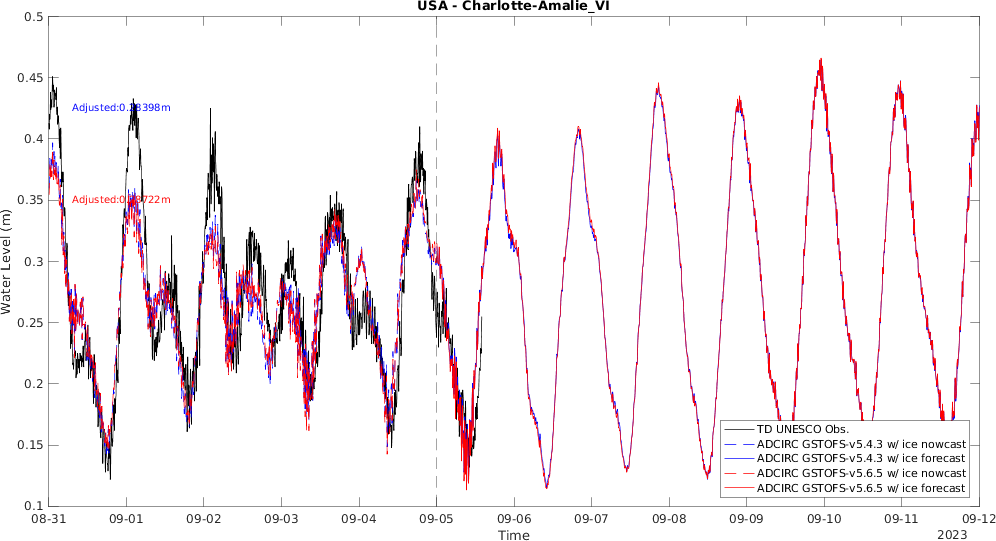 USA - Charlotte-Amalie_VI
0.5
0.45
0.4
0.35
0.3
0.25
0.2
0.15
0.1
Water Level (m)
TD UNESCO Obs.
ADCIRC GSTOFS-v5.4.3 w/ ice nowcast
ADCIRC GSTOFS-v5.4.3 w/ ice forecast
ADCIRC GSTOFS-v5.6.5 w/ ice nowcast
ADCIRC GSTOFS-v5.6.5 w/ ice forecast
08-31 09-01 09-02 09-03 09-04 09-05 09-06 09-07 09-08 09-09 09-10 09-11 09-12
Time
2023